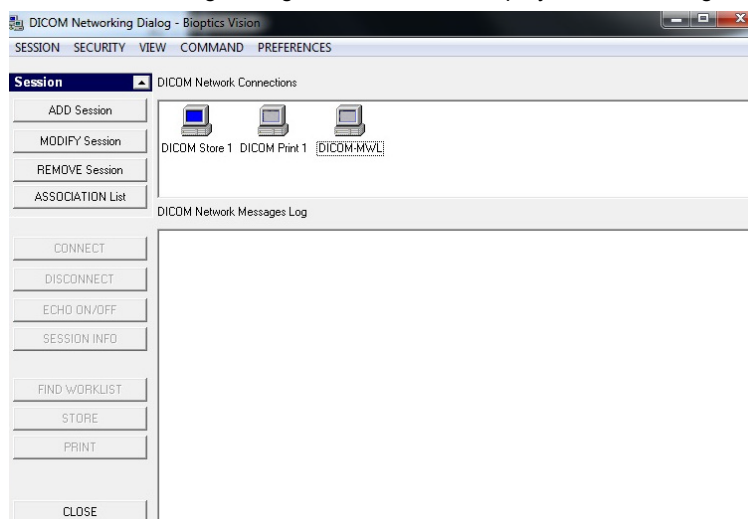 DICOM Networking Dialog - Bioptics Vision
SESSION SECURITY VIEW COMMAND PREFERENCES
Session
DICOM Network Connections
ADD Session
MODIFY Session
REMOVE Session
ASSOCIATION List
DICOM Store 1 DICOM Print 1 DICOM-MWL
DICOM Network Messages Log
CONNECT
DISCONNECT
ECHO ON/OFF
SESSION INFO
FIND WORKLIST
STORE
PRINT
CLOSE